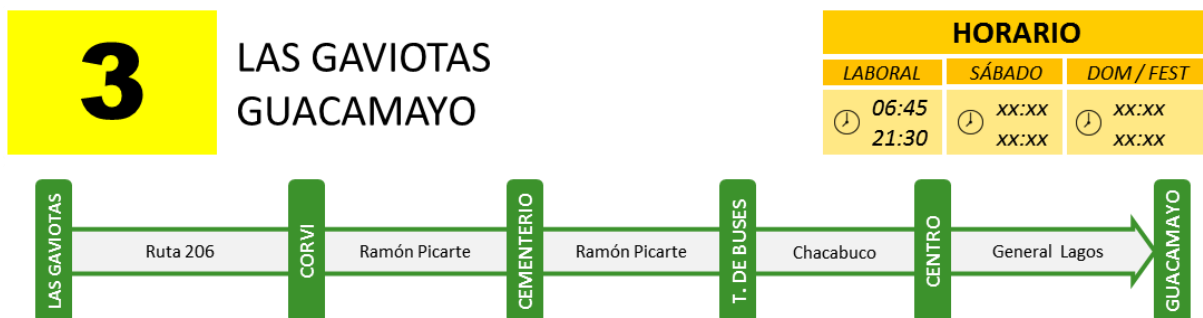 3
LAS GAVIOTAS
GUACAMAYO
HORARIO
LABORAL SÁBADO DOM / FEST
06:45 xx:xx xx:xx
21:30 xx:xx xx:xx
LAS GAVIOTAS
Ruta 206
CORVI
Ramón Picarte
CEMENTERIO
Ramón Picarte
T. DE BUSES
Chacabuco
CENTRO
General Lagos
GUACAMAYO